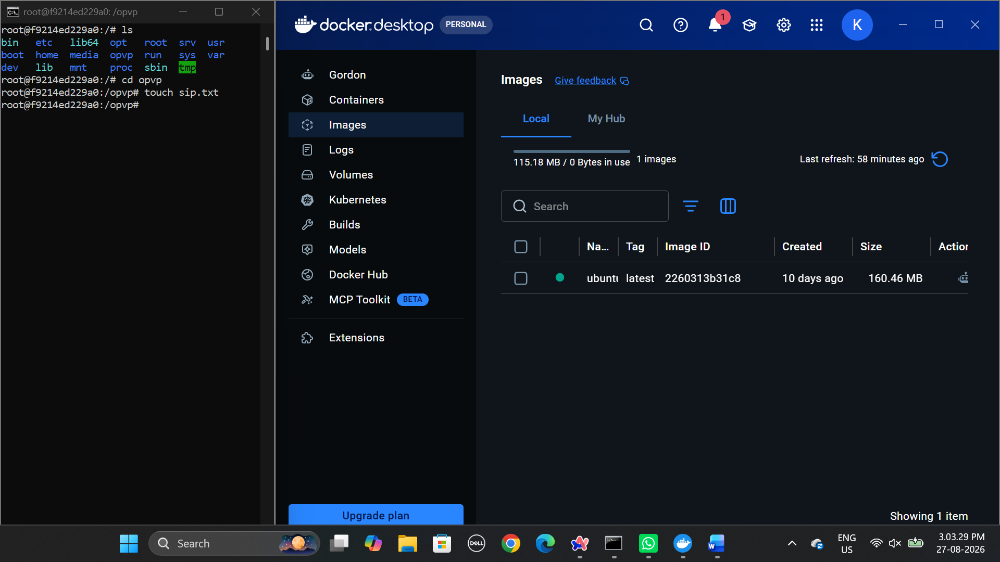 root@f9214ed229a0: /opvp
root@f9214ed229a0:/# ls
bin etc lib64 opt root srv usr
boot home media opvp run sys var
dev lib mnt proc sbin tmp
root@f9214ed229a0:/# cd opvp
root@f9214ed229a0:/opvp# touch sip.txt
root@f9214ed229a0:/opvp#
docker desktop PERSONAL
1
K
Gordon
Containers
Images
Logs
Volumes
Kubernetes
Builds
Models
Docker Hub
MCP Toolkit BETA
Extensions
Upgrade plan
Images Give feedback
Local My Hub
115.18 MB / 0 Bytes in use 1 images
Last refresh: 58 minutes ago
Search
Na... Tag Image ID Created Size Action
ubuntu latest 2260313b31c8 10 days ago 160.46 MB
Showing 1 item
Search
DELL
W
ENG
US
3.03.29 PM
27-08-2026